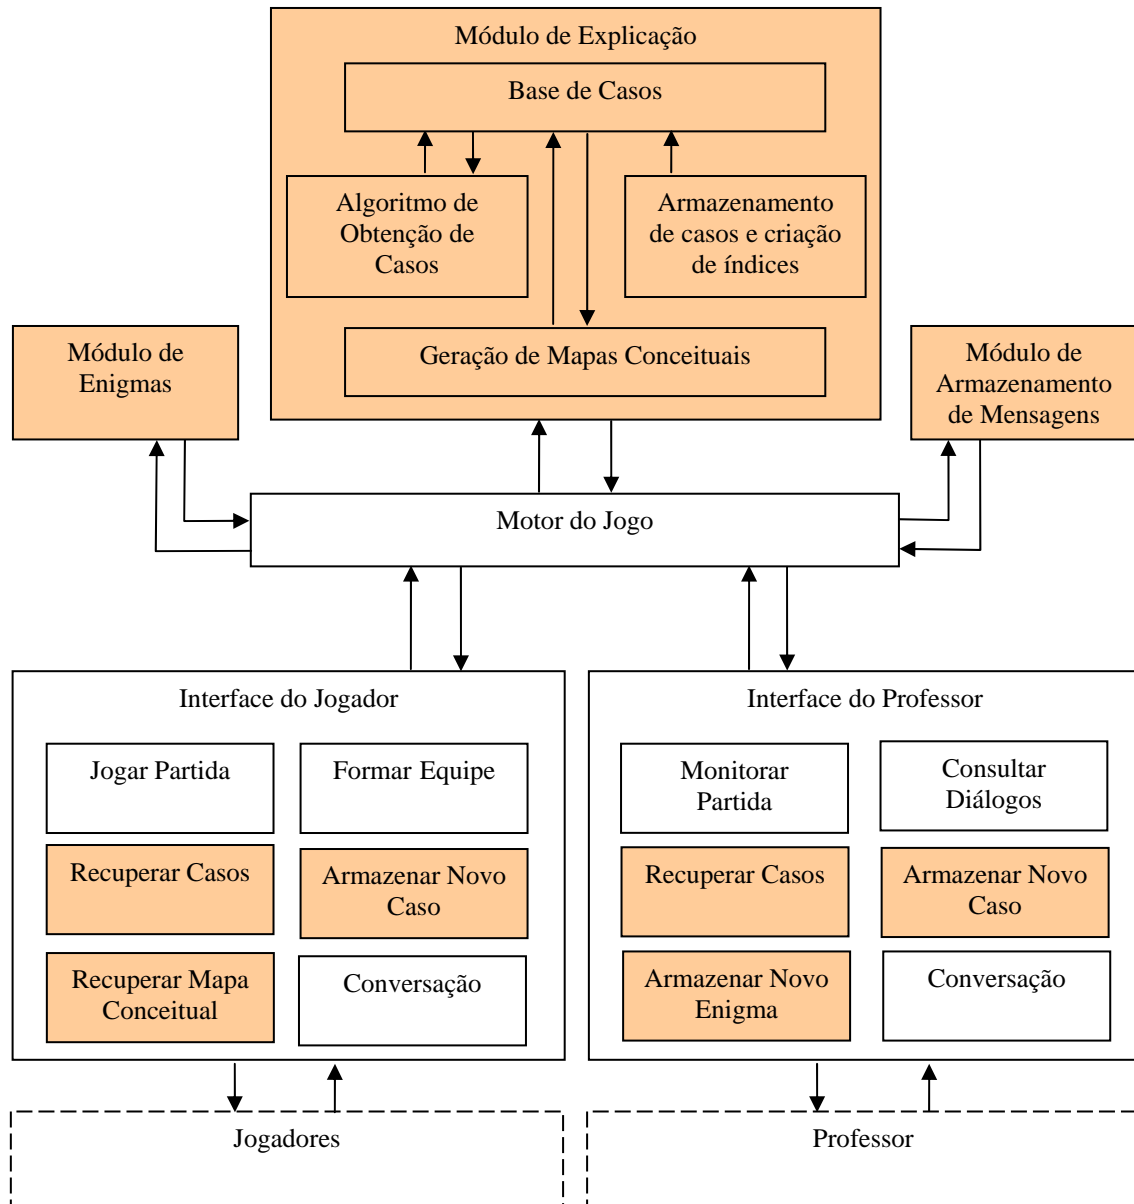 Módulo de Explicação
Base de Casos
Algoritmo de
Obtenção de
Casos
Armazenamento
de casos e criação
de índices
Geração de Mapas Conceituais
Módulo de
Enigmas
Módulo de
Armazenamento
de Mensagens
Motor do Jogo
Interface do Jogador
Jogar Partida
Formar Equipe
Recuperar Casos
Armazenar Novo
Caso
Recuperar Mapa
Conceitual
Conversação
Interface do Professor
Monitorar
Partida
Consultar
Diálogos
Recuperar Casos
Armazenar Novo
Caso
Armazenar Novo
Enigma
Conversação
Jogadores
Professor